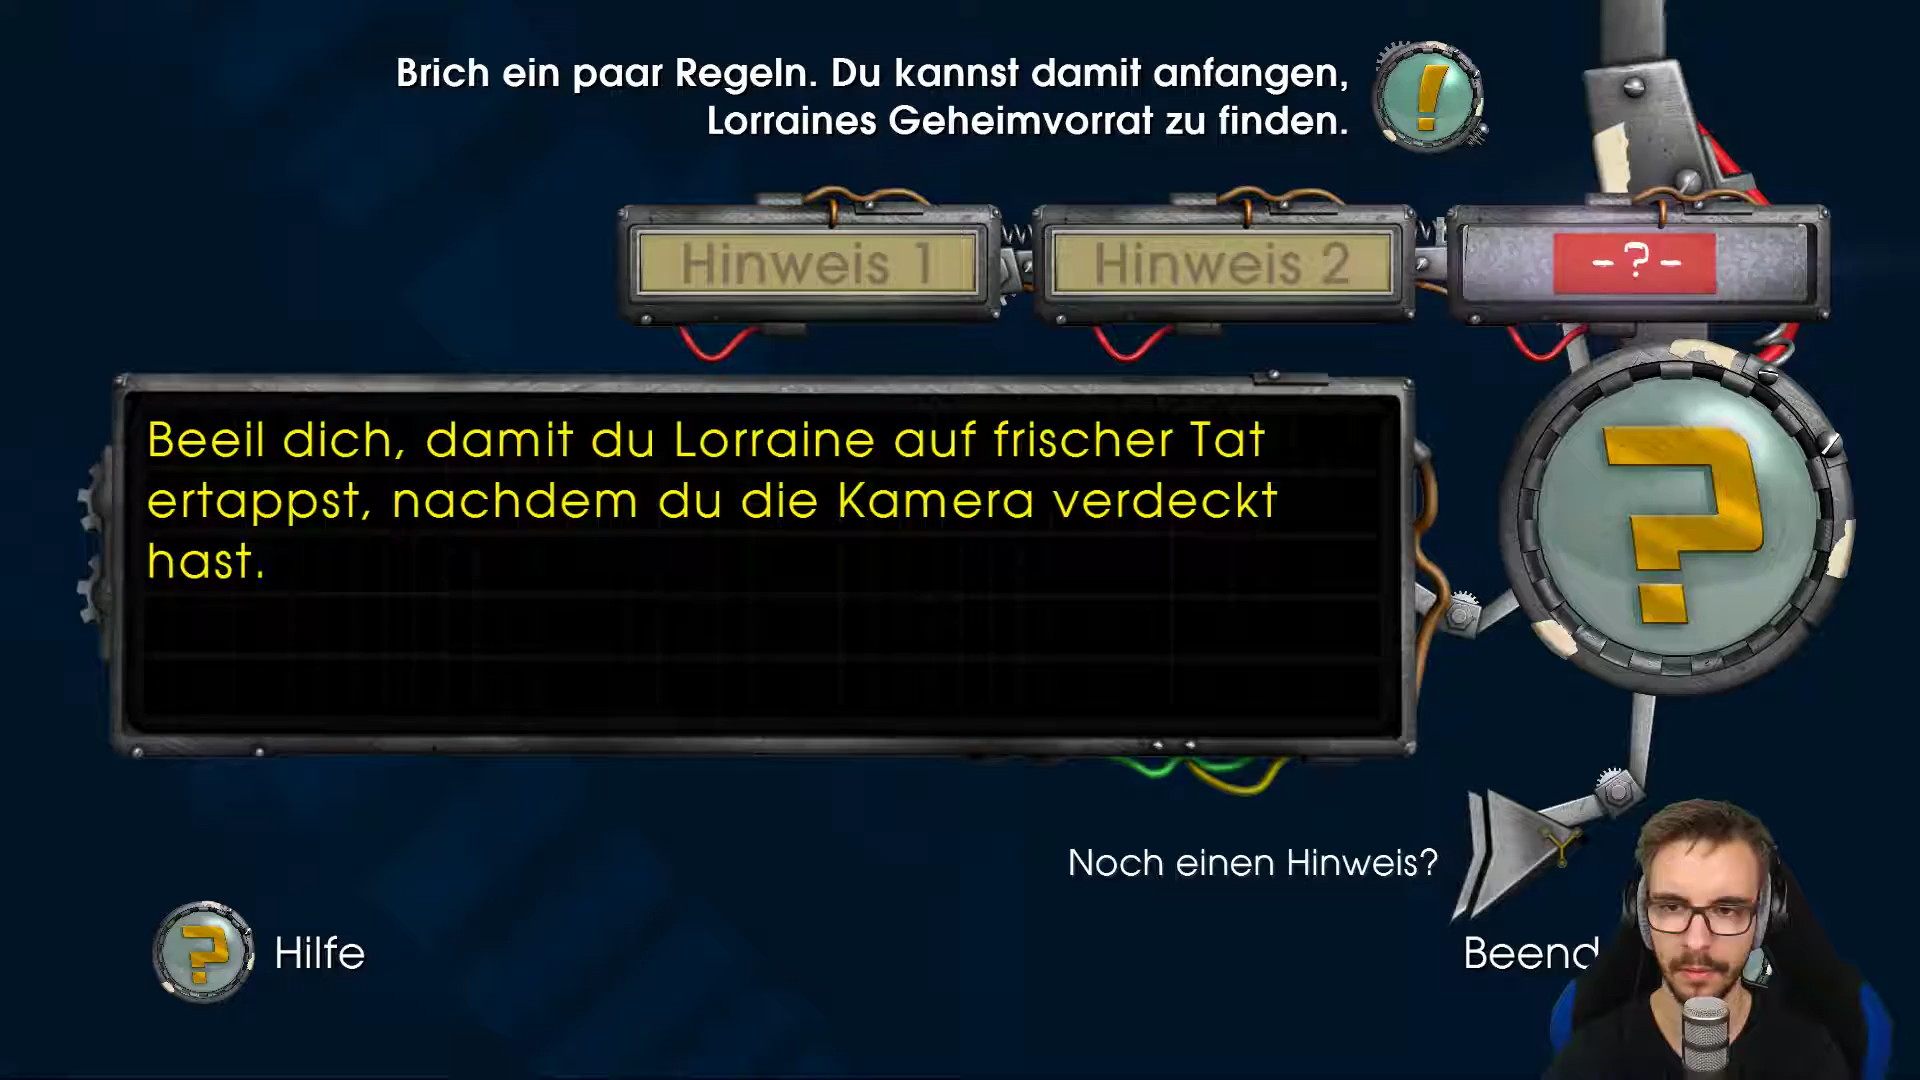 Brich ein paar Regeln. Du kannst damit anfangen,
Lorraines Geheimvorrat zu finden.
Hinweis 1
Hinweis 2
- ? -
Beeil dich, damit du Lorraine auf frischer Tat
ertappst, nachdem du die Kamera verdeckt
hast.
Noch einen Hinweis?
Hilfe
Beend